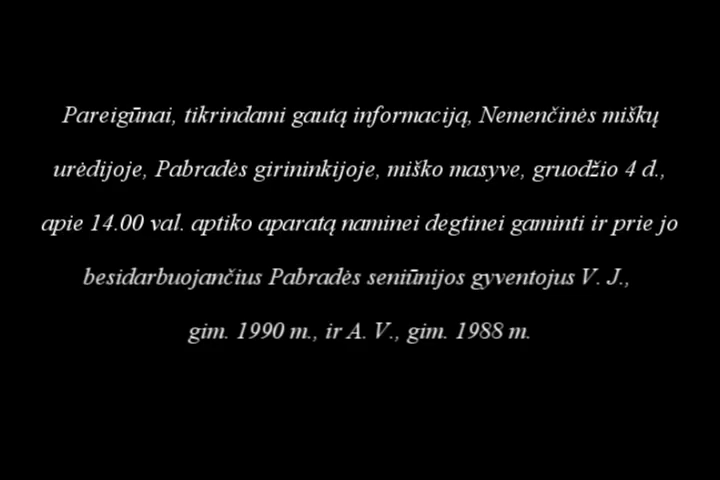 Pareigūnai, tikrindami gautą informaciją, Nemenčinės miškų
urėdijoje, Pabradės girininkijoje, miško masyve, gruodžio 4 d.,
apie 14.00 val. aptiko aparatą naminei degtinei gaminti ir prie jo
besidarbuojančius Pabradės seniūnijos gyventojus V. J.,
gim. 1990 m., ir A. V., gim. 1988 m.